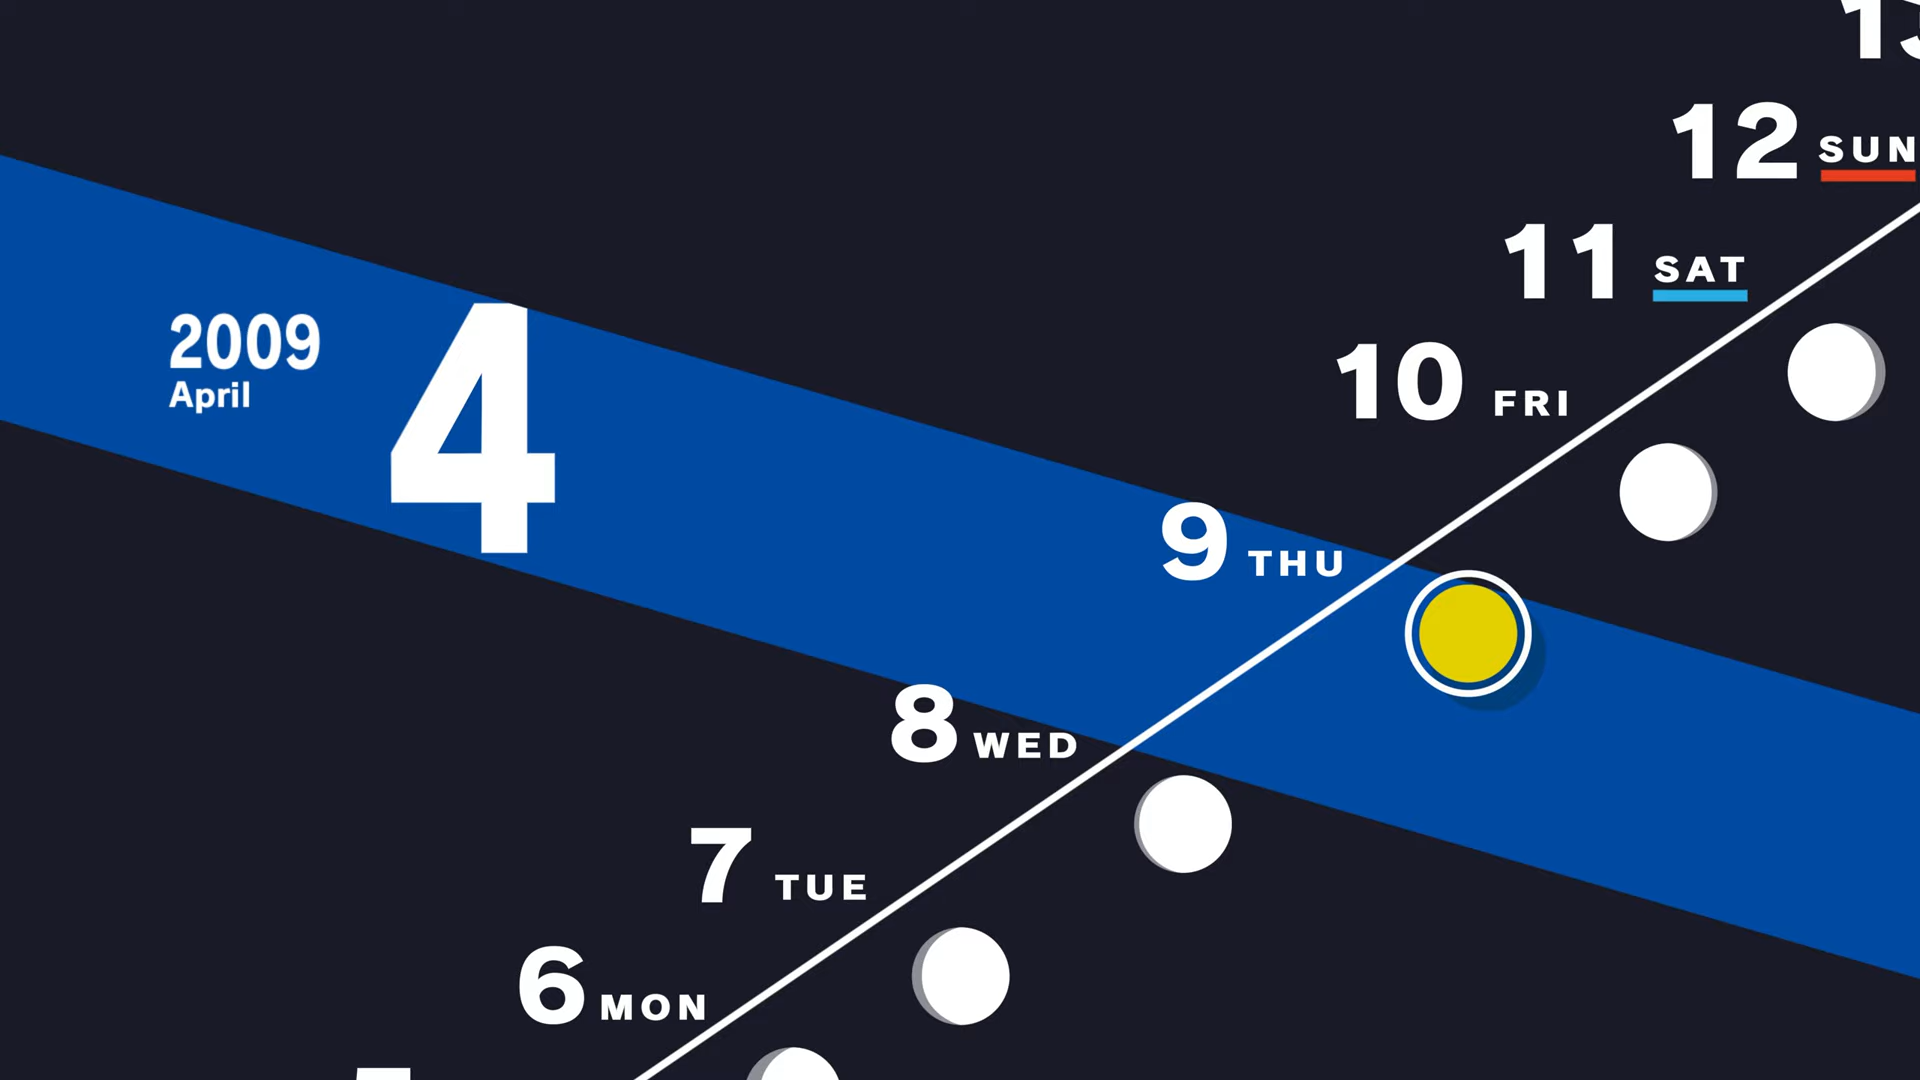 2009
April
4
12 SUN
11 SAT
10 FRI
9 THU
8 WED
7 TUE
6 MON